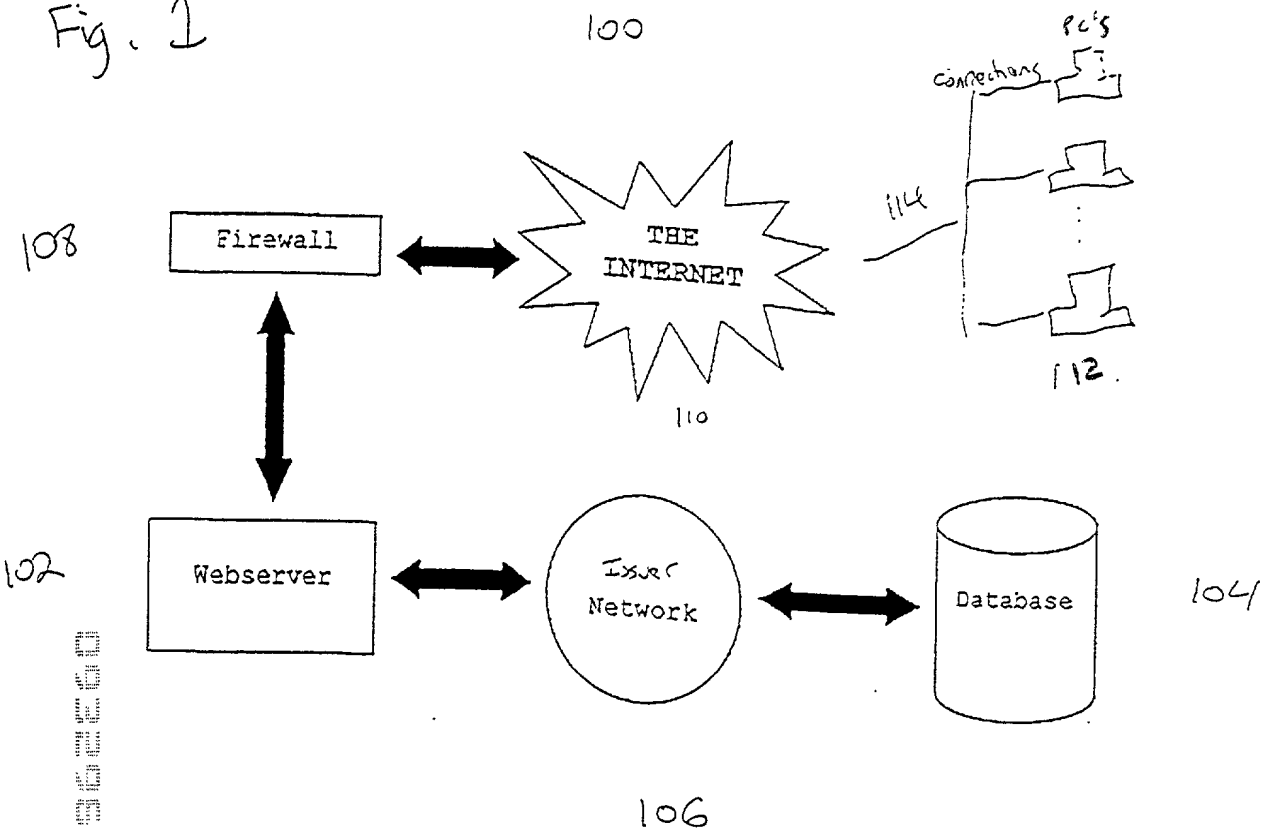 Fig. 1
100
PC's
Connections
108
Firewall
THE
INTERNET
114
112.
110
102
Webserver
Issuer
Network
Database
104
106